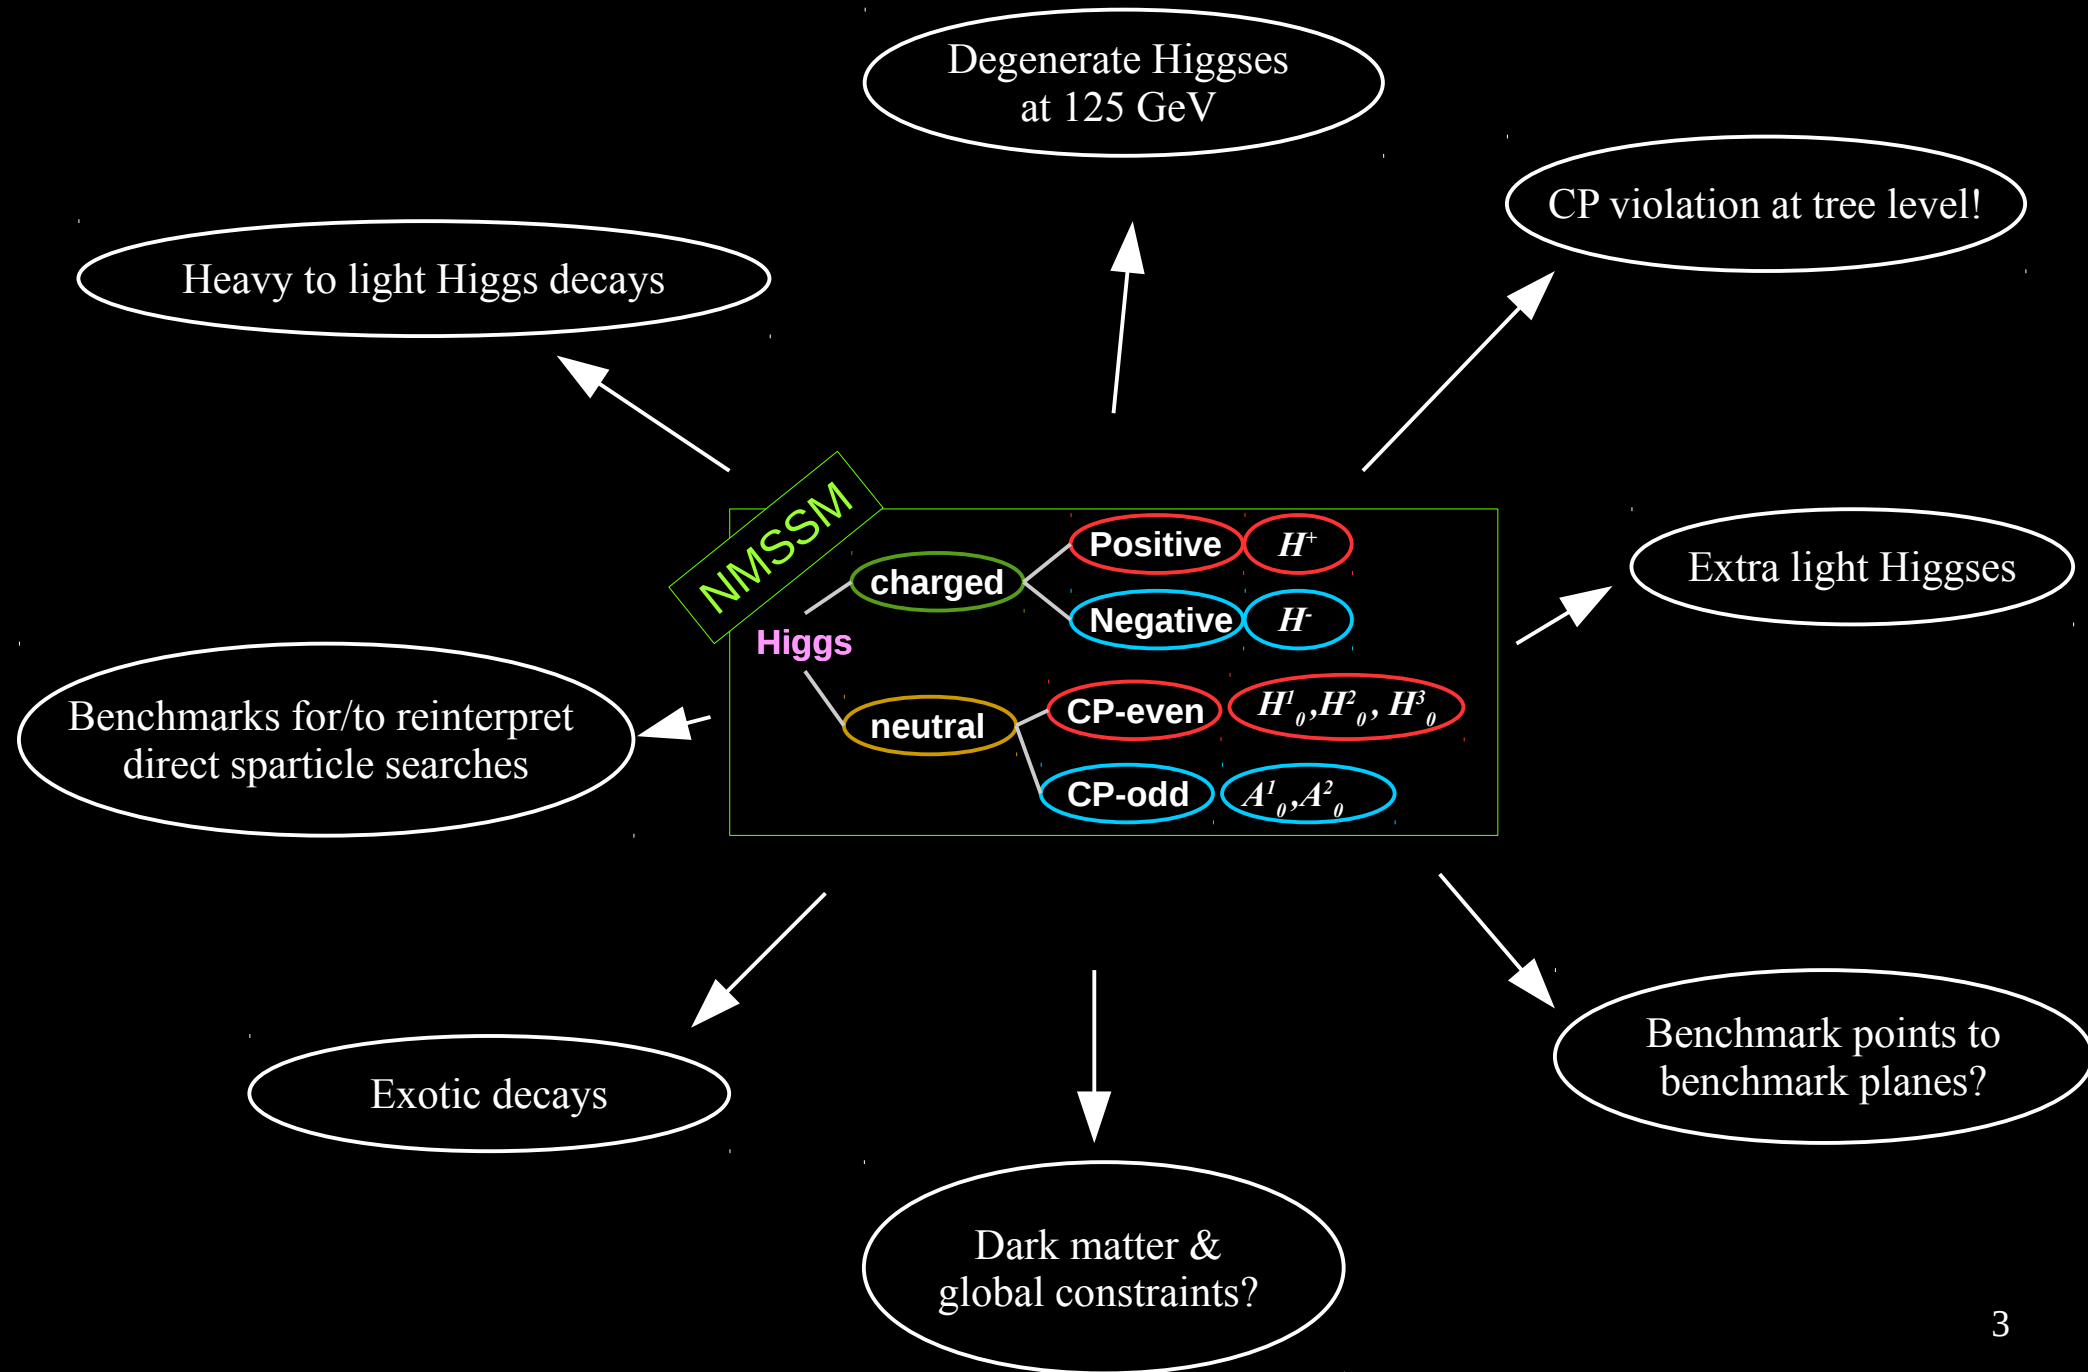 Degenerate Higgses
at 125 GeV
CP violation at tree level!
Heavy to light Higgs decays
NMSSM
Positive H⁺
charged
Negative H⁻
Higgs
CP-even H¹₀,H²₀, H³₀
neutral
CP-odd A¹₀,A²₀
Extra light Higgses
Benchmarks for/to reinterpret
direct sparticle searches
Exotic decays
Benchmark points to
benchmark planes?
Dark matter &
global constraints?
3